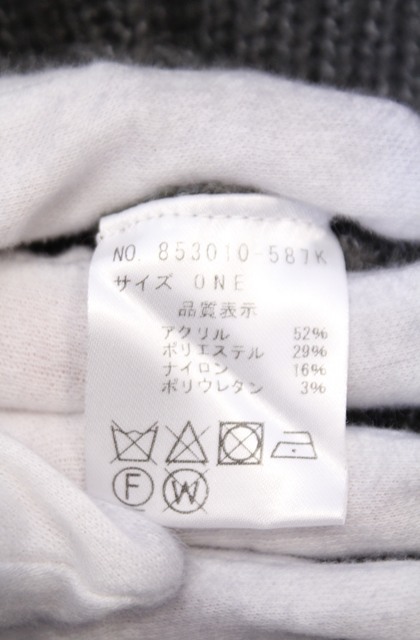 NO. 853010-587K
サイズ ONE
品質表示
アクリル 52%
ポリエステル 29%
ナイロン 16%
ポリウレタン 3%
F W